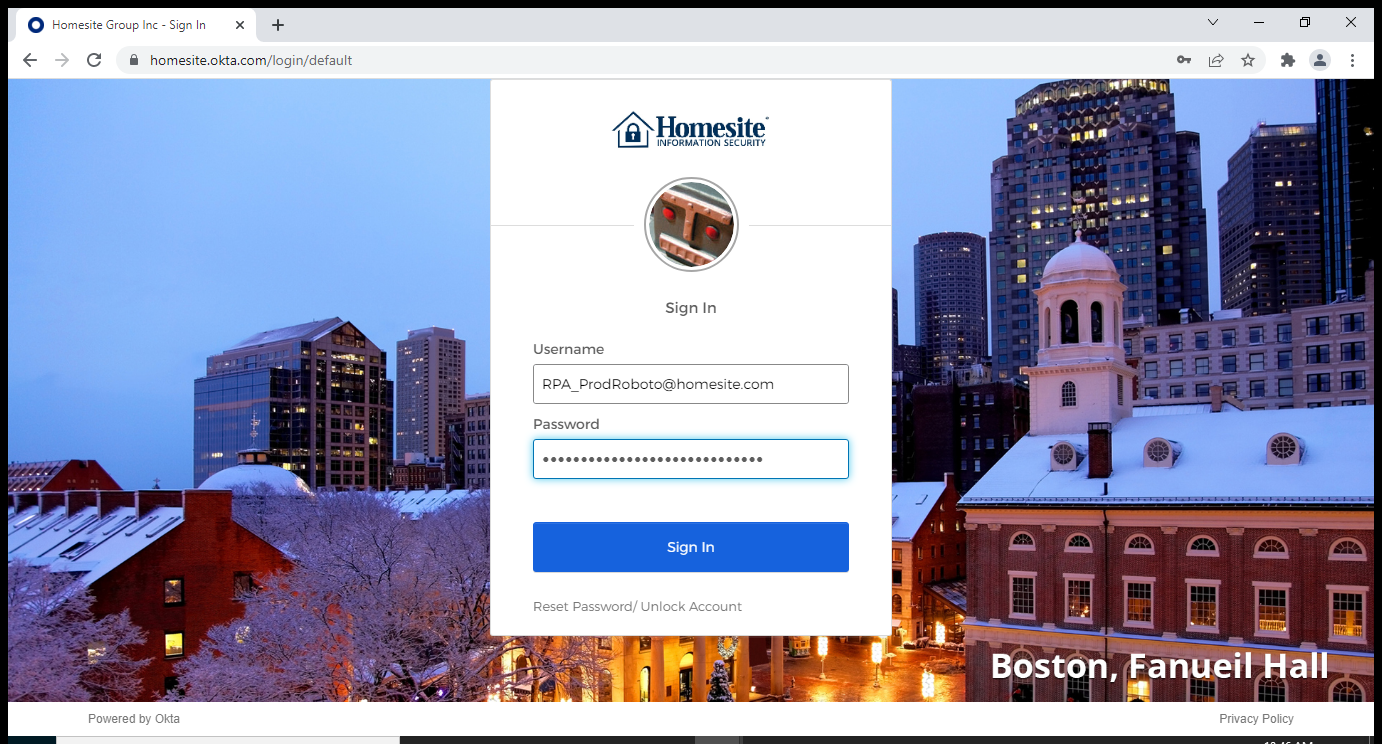 Homesite Group Inc - Sign In
homesite.okta.com/login/default
Homesite
INFORMATION SECURITY
Sign In
Username
RPA_ProdRoboto@homesite.com
Password
•••••••••••••••••••••••••••••
Sign In
Reset Password/ Unlock Account
Boston, Fanueil Hall
Powered by Okta
Privacy Policy